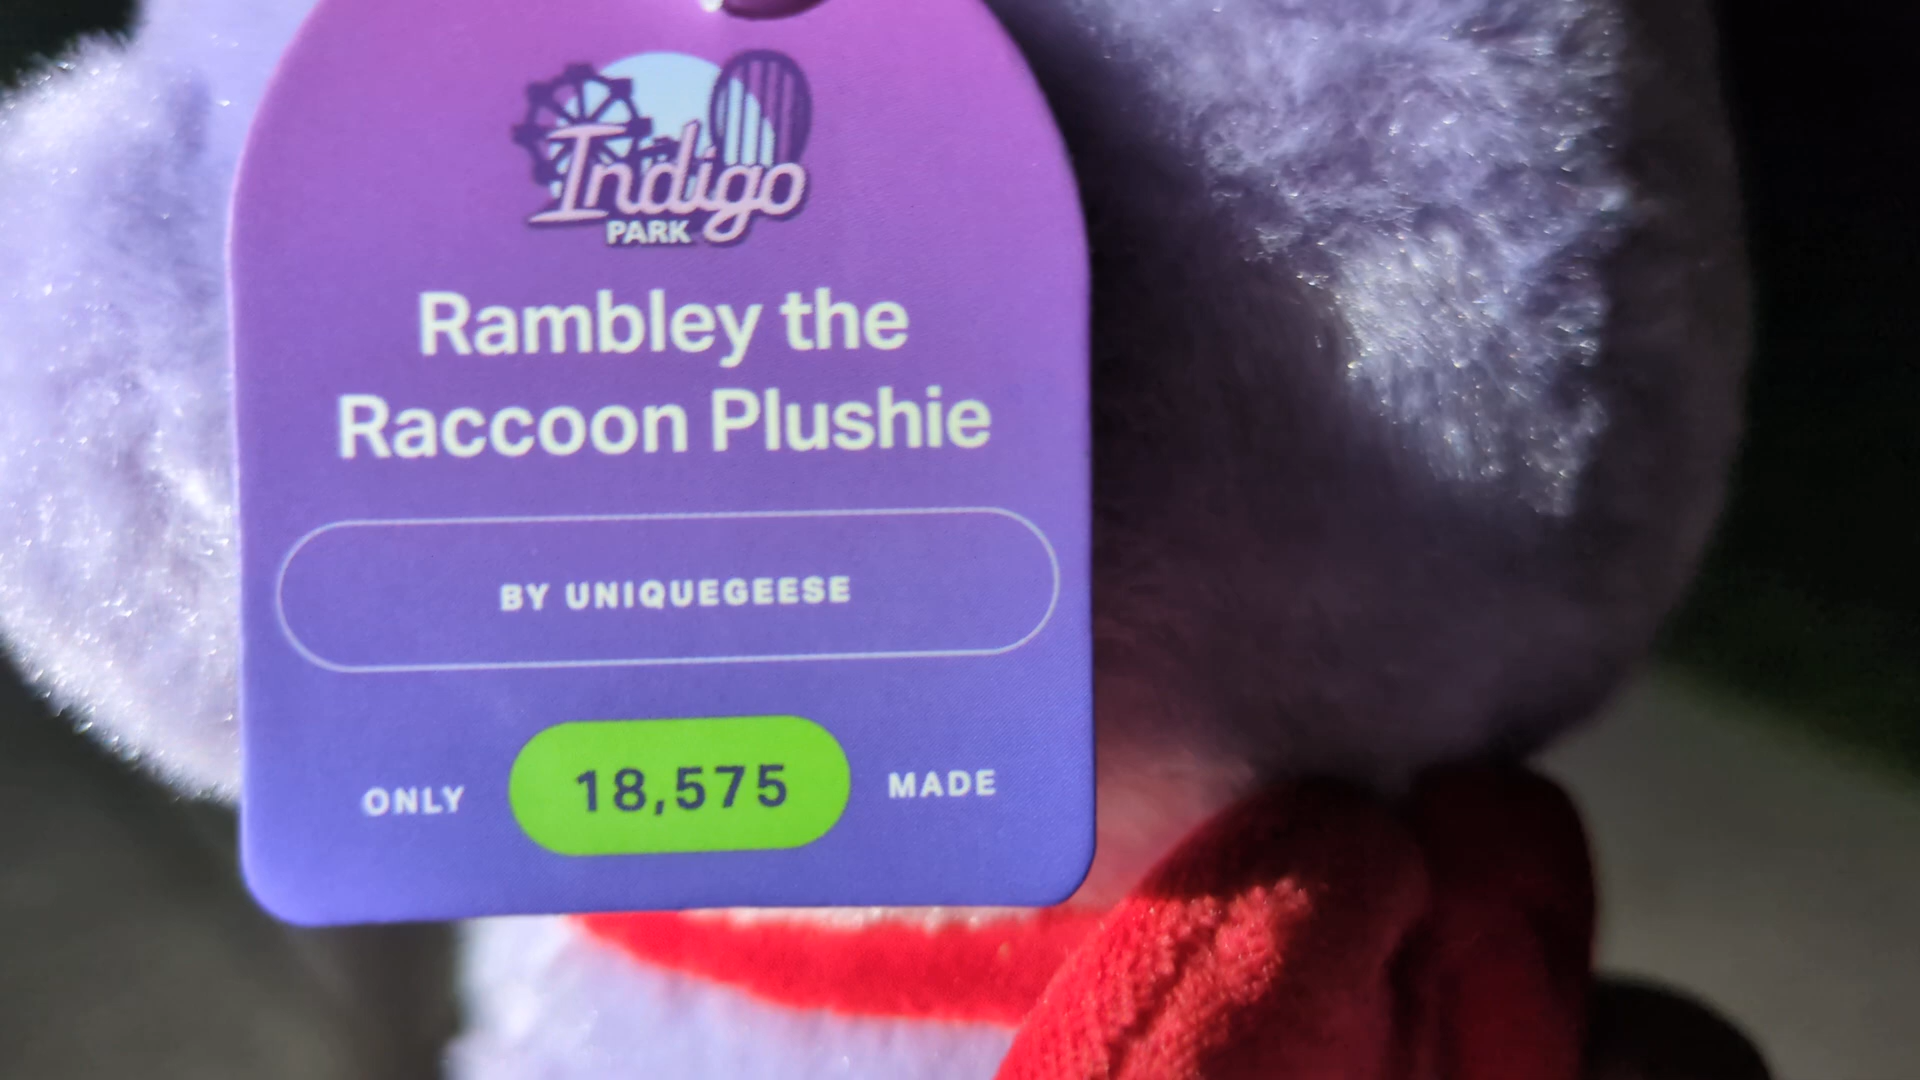 Indigo
PARK
Rambley the
Raccoon Plushie
BY UNIQUEGEESE
ONLY 18,575 MADE